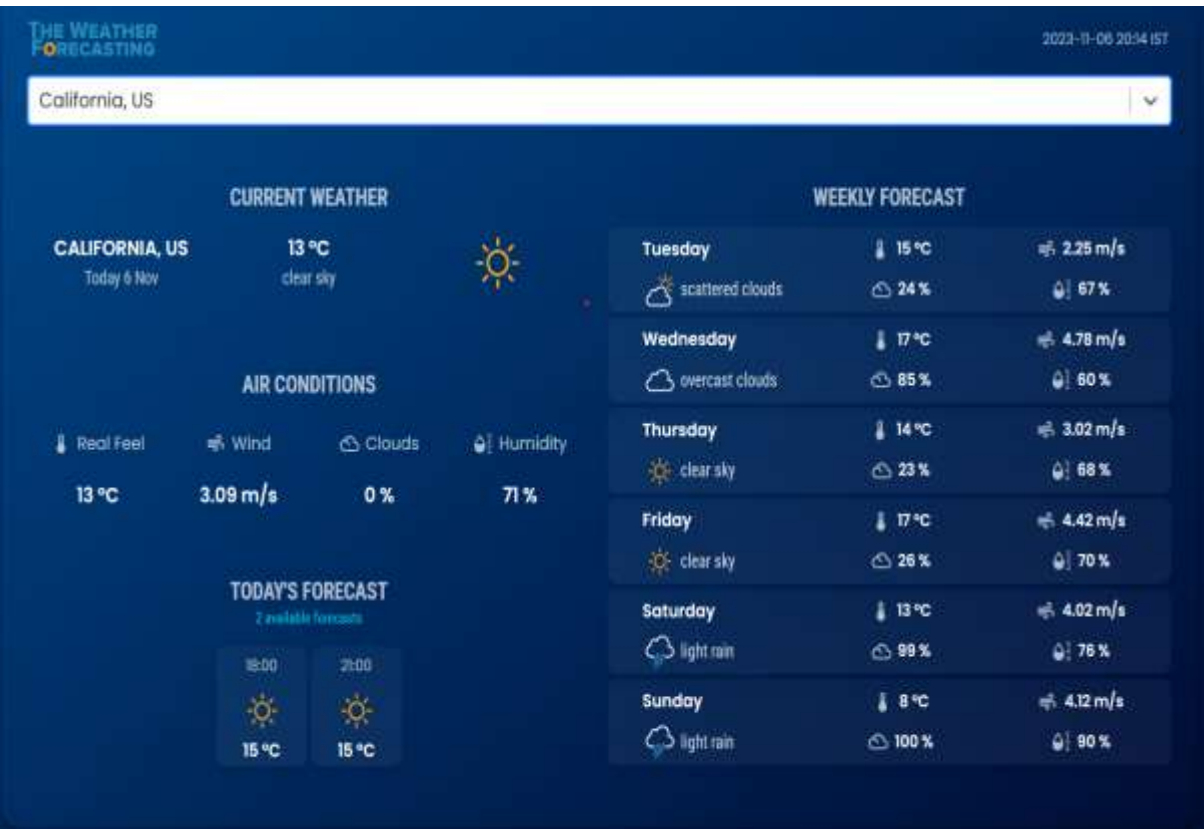 THE WEATHER
FORECASTING
2023-11-06 20:14 IST
California, US
CURRENT WEATHER
CALIFORNIA, US
Today 6 Nov
13 °C
clear sky
AIR CONDITIONS
Real Feel Wind Clouds Humidity
13 °C 3.09 m/s 0 % 71 %
TODAY'S FORECAST
2 available forecasts
18:00 21:00
15 °C 15 °C
WEEKLY FORECAST
Tuesday 15 °C 2.25 m/s
scattered clouds 24 % 67 %
Wednesday 17 °C 4.78 m/s
overcast clouds 85 % 60 %
Thursday 14 °C 3.02 m/s
clear sky 23 % 68 %
Friday 17 °C 4.42 m/s
clear sky 26 % 70 %
Saturday 13 °C 4.02 m/s
light rain 99 % 76 %
Sunday 8 °C 4.12 m/s
light rain 100 % 90 %